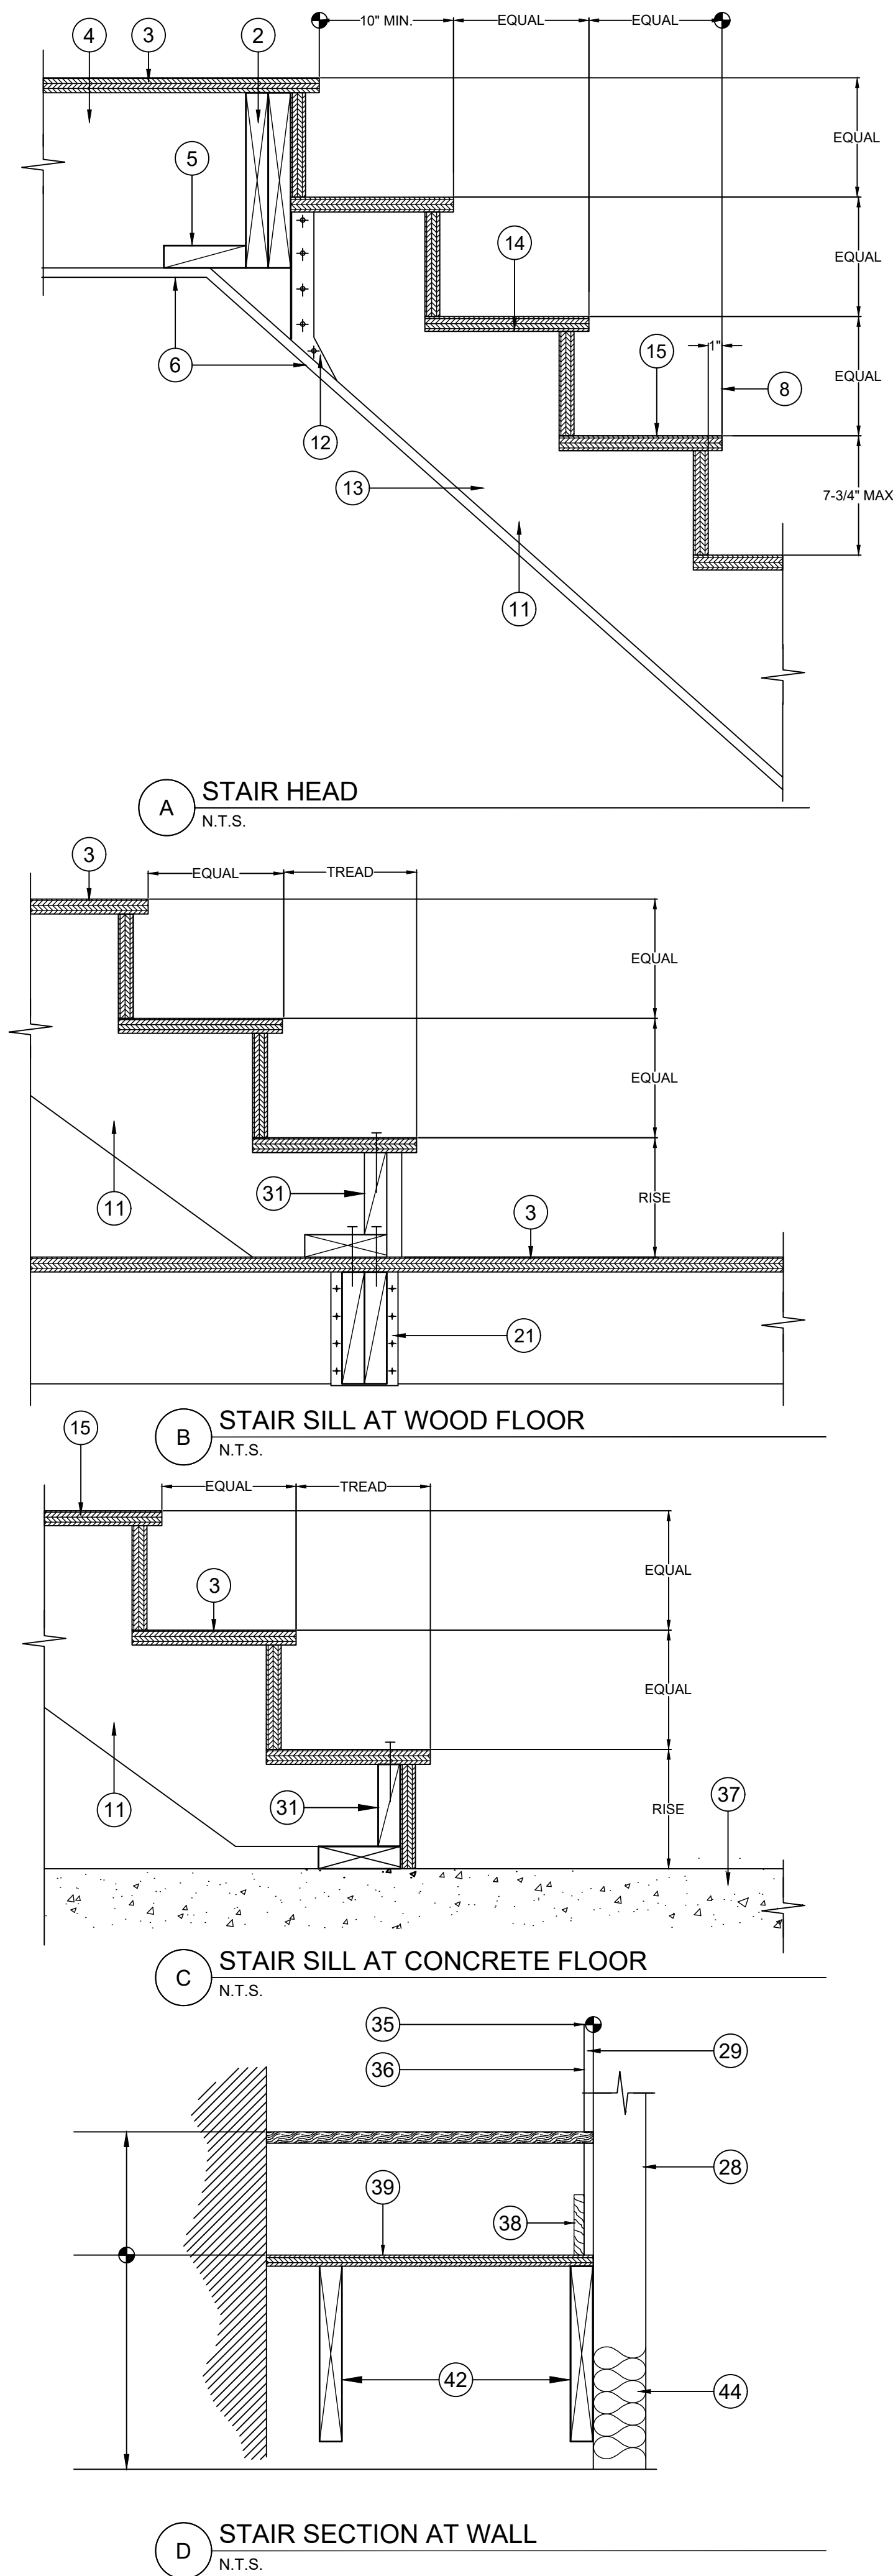 10" MIN.
EQUAL
EQUAL
4
3
2
EQUAL
5
14
EQUAL
15
1"
6
EQUAL
8
12
13
7-3/4" MAX
11
A
STAIR HEAD
N.T.S.
3
EQUAL
TREAD
EQUAL
EQUAL
11
31
RISE
3
21
B
STAIR SILL AT WOOD FLOOR
N.T.S.
15
EQUAL
TREAD
EQUAL
3
EQUAL
11
31
RISE
37
C
STAIR SILL AT CONCRETE FLOOR
N.T.S.
35
29
36
28
39
38
42
44
D
STAIR SECTION AT WALL
N.T.S.